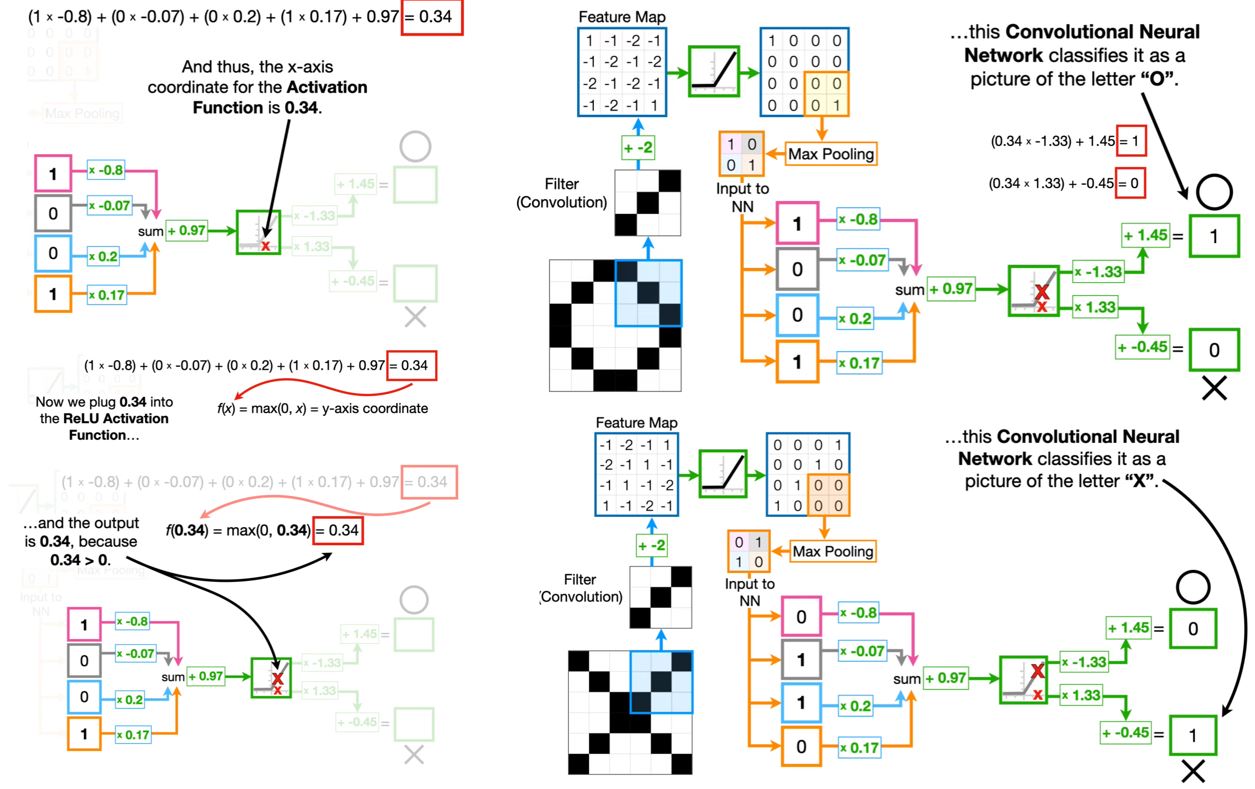 (1 × -0.8) + (0 × -0.07) + (0 × 0.2) + (1 × 0.17) + 0.97 = 0.34
0 0 0 0
And thus, the x-axis
coordinate for the Activation
Function is 0.34.
Max Pooling
1
× -0.8
0
× -0.07
0
× 0.2
1
× 0.17
sum
+ 0.97
x
× -1.33
+ 1.45 =
× 1.33
+ -0.45 =
(1 × -0.8) + (0 × -0.07) + (0 × 0.2) + (1 × 0.17) + 0.97 = 0.34
f(x) = max(0, x) = y-axis coordinate
Now we plug 0.34 into
the ReLU Activation
Function…
(1 × -0.8) + (0 × -0.07) + (0 × 0.2) + (1 × 0.17) + 0.97 = 0.34
f(0.34) = max(0, 0.34) = 0.34
…and the output
is 0.34, because
0.34 > 0.
Max Pooling
0 1
Input to
NN
1
× -0.8
0
× -0.07
0
× 0.2
1
× 0.17
sum
+ 0.97
x
x
× -1.33
+ 1.45 =
× 1.33
+ -0.45 =
Feature Map
1 -1 -2 -1
-1 -2 -1 -2
-2 -1 -2 -1
-1 -2 -1 1
1 0 0 0
0 0 0 0
0 0 0 0
0 0 0 1
+ -2
Filter
(Convolution)
Max Pooling
1 0
0 1
Input to
NN
1
× -0.8
0
× -0.07
0
× 0.2
1
× 0.17
sum
+ 0.97
x
x
× -1.33
+ 1.45 = 1
× 1.33
+ -0.45 = 0
…this Convolutional Neural
Network classifies it as a
picture of the letter “O”.
(0.34 × -1.33) + 1.45 = 1
(0.34 × 1.33) + -0.45 = 0
Feature Map
-1 -2 -1 1
-2 -1 1 -1
-1 1 -1 -2
1 -1 -2 -1
0 0 0 1
0 0 1 0
0 1 0 0
1 0 0 0
+ -2
Filter
(Convolution)
Max Pooling
0 1
1 0
Input to
NN
0
× -0.8
1
× -0.07
1
× 0.2
0
× 0.17
sum
+ 0.97
x
x
× -1.33
+ 1.45 = 0
× 1.33
+ -0.45 = 1
…this Convolutional Neural
Network classifies it as a
picture of the letter “X”.